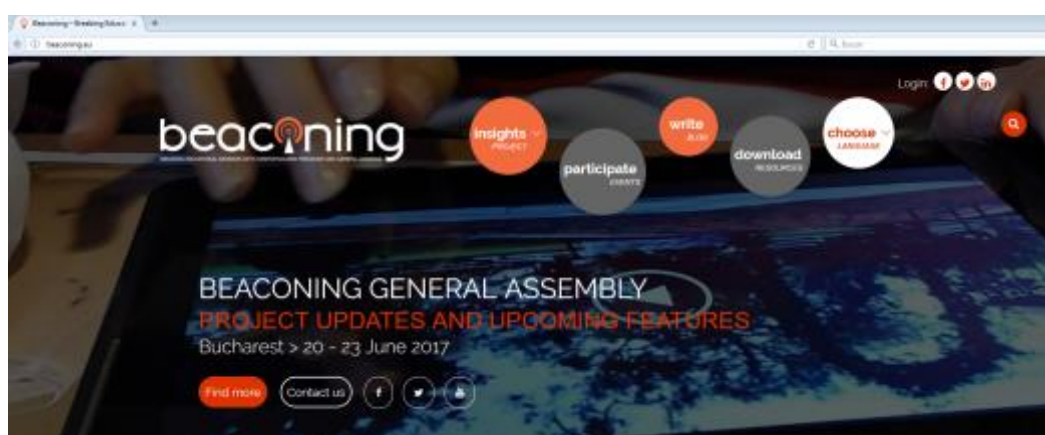 Beaconing - Breaking Educa
beaconing.eu
Login:
beaconing
insights
PROJECT
participate
EVENTS
write
BLOG
download
RESOURCES
choose
LANGUAGE
BEACONING GENERAL ASSEMBLY
PROJECT UPDATES AND UPCOMING FEATURES
Bucharest > 20 - 23 June 2017
Find more
Contact us